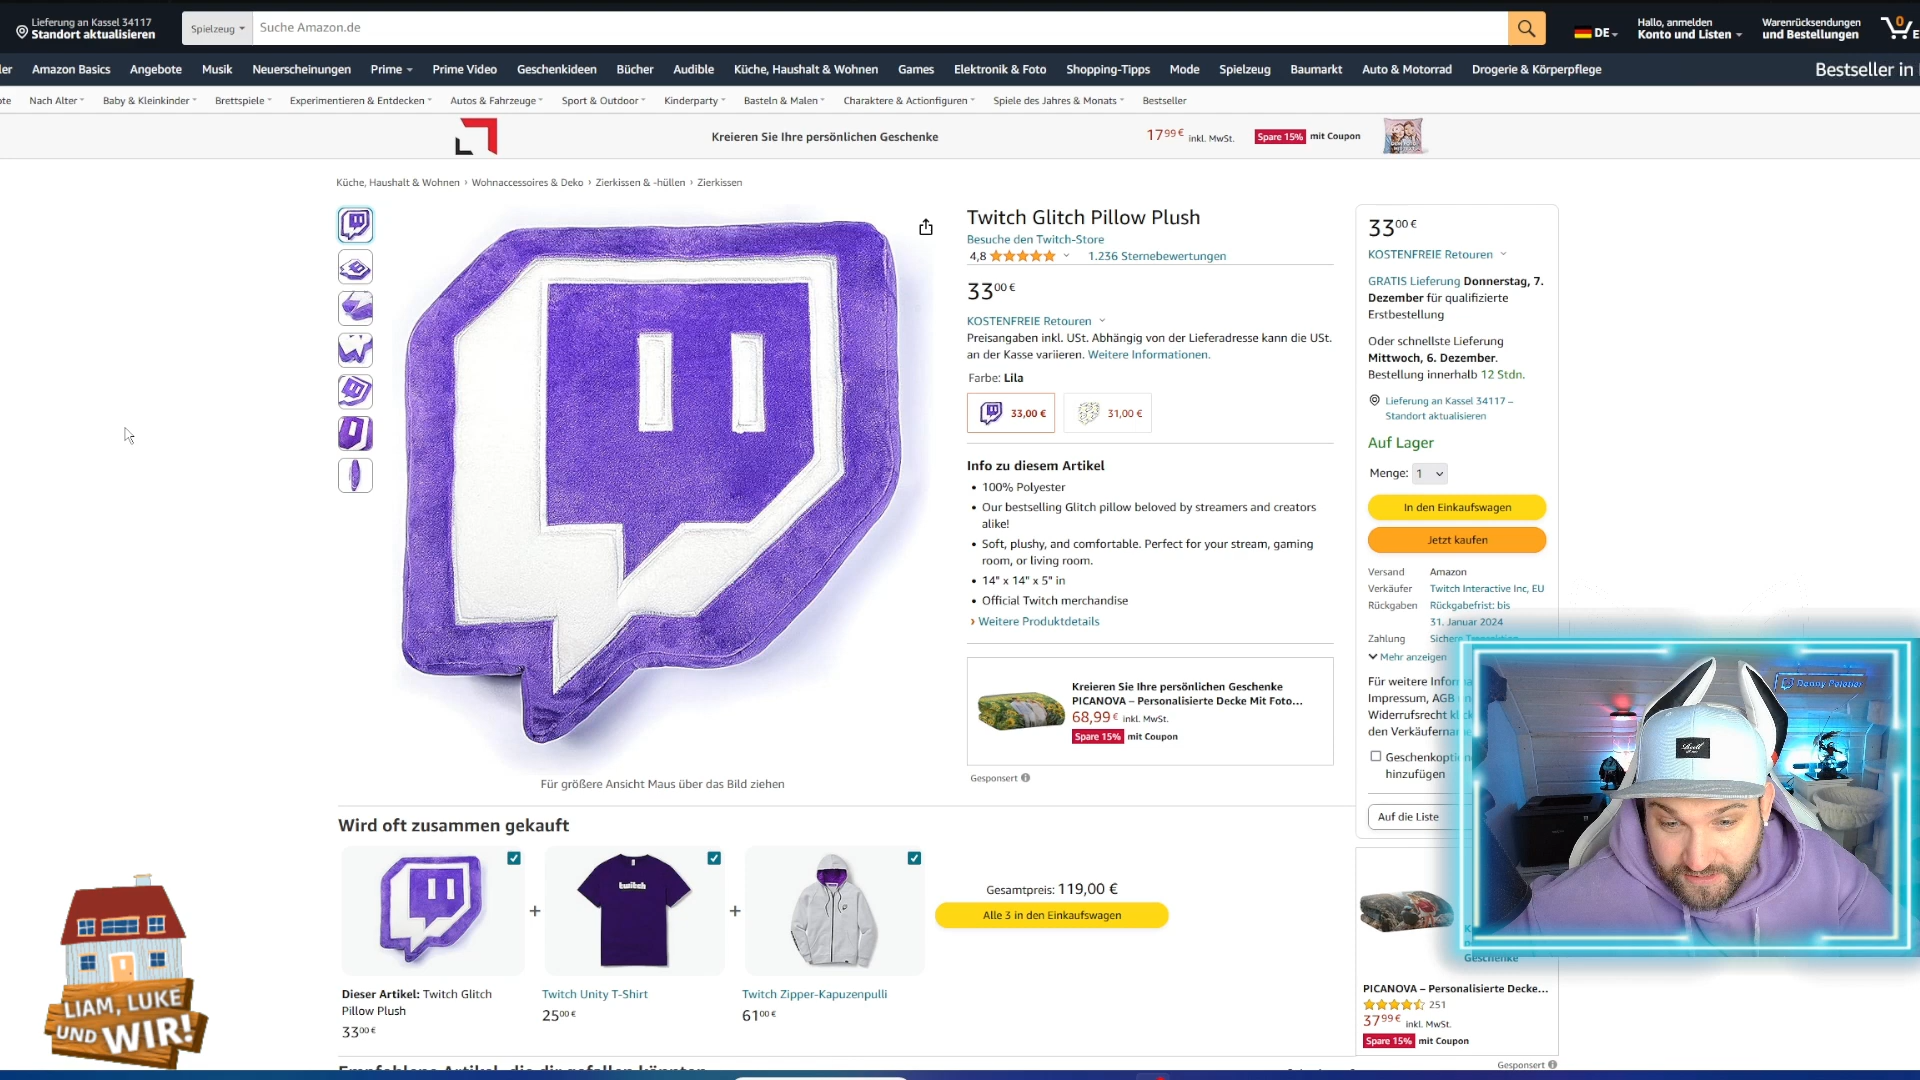 Lieferung an Kassel 34117
Standort aktualisieren
Spielzeug
Suche Amazon.de
DE
Hallo, anmelden
Konto und Listen
Warenrücksendungen
und Bestellungen
0
Amazon Basics Angebote Musik Neuerscheinungen Prime Prime Video Geschenkideen Bücher Audible Küche, Haushalt & Wohnen Games Elektronik & Foto Shopping-Tipps Mode Spielzeug Baumarkt Auto & Motorrad Drogerie & Körperpflege
Bestseller in
Nach Alter Baby & Kleinkinder Brettspiele Experimentieren & Entdecken Autos & Fahrzeuge Sport & Outdoor Kinderparty Basteln & Malen Charaktere & Actionfiguren Spiele des Jahres & Monats Bestseller
Kreieren Sie Ihre persönlichen Geschenke
17 99 € inkl. MwSt.
Spare 15% mit Coupon
Küche, Haushalt & Wohnen › Wohnaccessoires & Deko › Zierkissen & -hüllen › Zierkissen
Twitch Glitch Pillow Plush
Besuche den Twitch-Store
4,8
1.236 Sternebewertungen
33 00 €
KOSTENFREIE Retouren
Preisangaben inkl. USt. Abhängig von der Lieferadresse kann die USt.
an der Kasse variieren. Weitere Informationen.
Farbe: Lila
33,00 €
31,00 €
Info zu diesem Artikel
• 100% Polyester
• Our bestselling Glitch pillow beloved by streamers and creators
alike!
• Soft, plushy, and comfortable. Perfect for your stream, gaming
room, or living room.
• 14" x 14" x 5" in
• Official Twitch merchandise
› Weitere Produktdetails
Kreieren Sie Ihre persönlichen Geschenke
PICANOVA – Personalisierte Decke Mit Foto...
68,99 € inkl. MwSt.
Spare 15% mit Coupon
Gesponsert
Für größere Ansicht Maus über das Bild ziehen
33 00 €
KOSTENFREIE Retouren
GRATIS Lieferung Donnerstag, 7.
Dezember für qualifizierte
Erstbestellung
Oder schnellste Lieferung
Mittwoch, 6. Dezember.
Bestellung innerhalb 12 Stdn.
Lieferung an Kassel 34117 –
Standort aktualisieren
Auf Lager
Menge: 1
In den Einkaufswagen
Jetzt kaufen
Versand Amazon
Verkäufer Twitch Interactive Inc, EU
Rückgaben Rückgabefrist: bis
31. Januar 2024
Zahlung
Mehr anzeigen
Für weitere
Impressum, AGB
Widerrufsrecht
den
hinzufügen
Auf die Liste
Wird oft zusammen gekauft
twitch
+
+
Gesamtpreis: 119,00 €
Alle 3 in den Einkaufswagen
Dieser Artikel: Twitch Glitch
Pillow Plush
33 00 €
Twitch Unity T-Shirt
25 00 €
Twitch Zipper-Kapuzenpulli
61 00 €
LIAM, LUKE
UND WIR!
Geschenke
PICANOVA – Personalisierte Decke...
251
37 99 € inkl. MwSt.
Spare 15% mit Coupon
Gesponsert